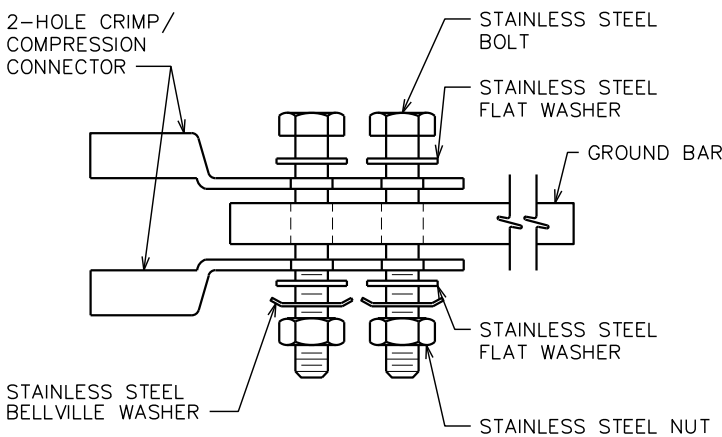 2-HOLE CRIMP/
COMPRESSION
CONNECTOR
STAINLESS STEEL
BOLT
STAINLESS STEEL
FLAT WASHER
GROUND BAR
STAINLESS STEEL
FLAT WASHER
STAINLESS STEEL
BELLVILLE WASHER
STAINLESS STEEL NUT